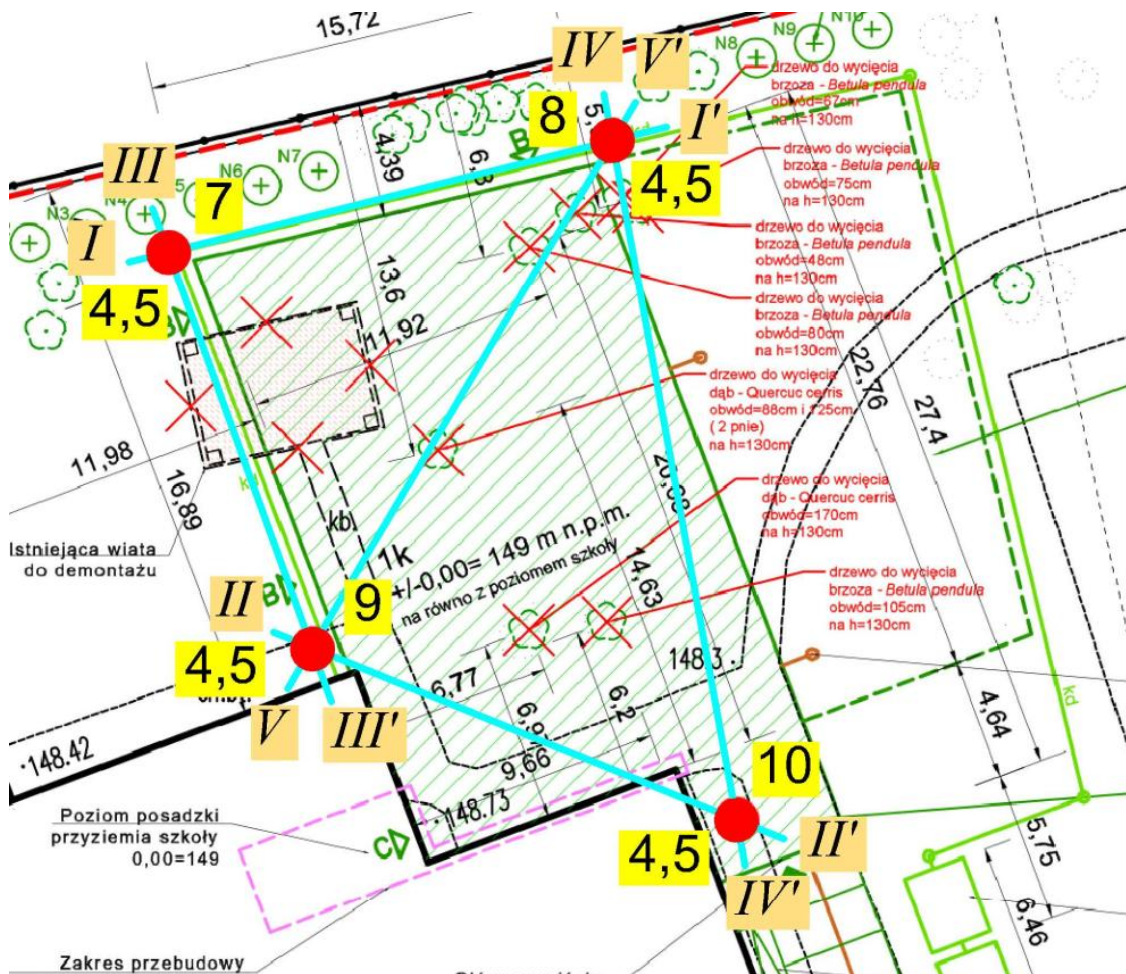 15,72
IV
V'
N8
N9
N10
8
I'
kd
B
III
7
N7
N6
N4
N3
I
4,5
4,5
4,39
6,3
drzewo do wycięcia
brzoza - Betula pendula
obwód=67cm
na h=130cm
drzewo do wycięcia
brzoza - Betula pendula
obwód=75cm
na h=130cm
drzewo do wycięcia
brzoza - Betula pendula
obwód=48cm
na h=130cm
drzewo do wycięcia
brzoza - Betula pendula
obwód=80cm
na h=130cm
drzewo do wycięcia
dąb - Quercuc cerris
obwód=88cm i 125cm
( 2 pnie)
na h=130cm
drzewo do wycięcia
dąb - Quercuc cerris
obwód=170cm
na h=130cm
drzewo do wycięcia
brzoza - Betula pendula
obwód=105cm
na h=130cm
13,6
11,92
22,76
27,4
11,98
16,89
kd
kb
Istniejąca wiata
do demontażu
1k
+/-0,00= 149 m n.p.m.
na równo z poziomem szkoły
14,63
II
B
9
4,5
V
III'
6,77
6,2
9,66
148.3
4,64
kd
·148.42
·148.73
10
4,5
II'
IV'
Poziom posadzki
przyziemia szkoły
0,00=149
C
5,75
6,46
Zakres przebudowy